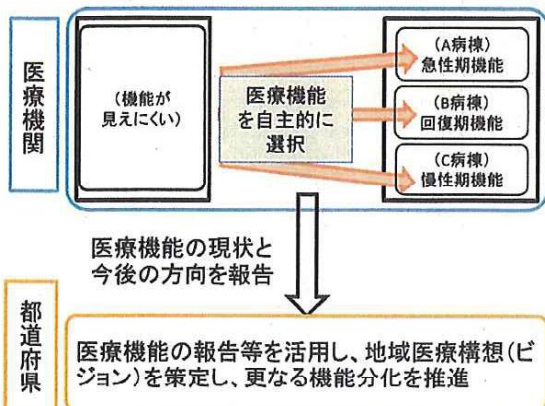 医療機関
(機能が
見えにくい)
医療機能
を自主的に
選択
(A病棟)
急性期機能
(B病棟)
回復期機能
(C病棟)
慢性期機能
医療機能の現状と
今後の方向を報告
都道府県
医療機能の報告等を活用し、地域医療構想(ビ
ジョン)を策定し、更なる機能分化を推進